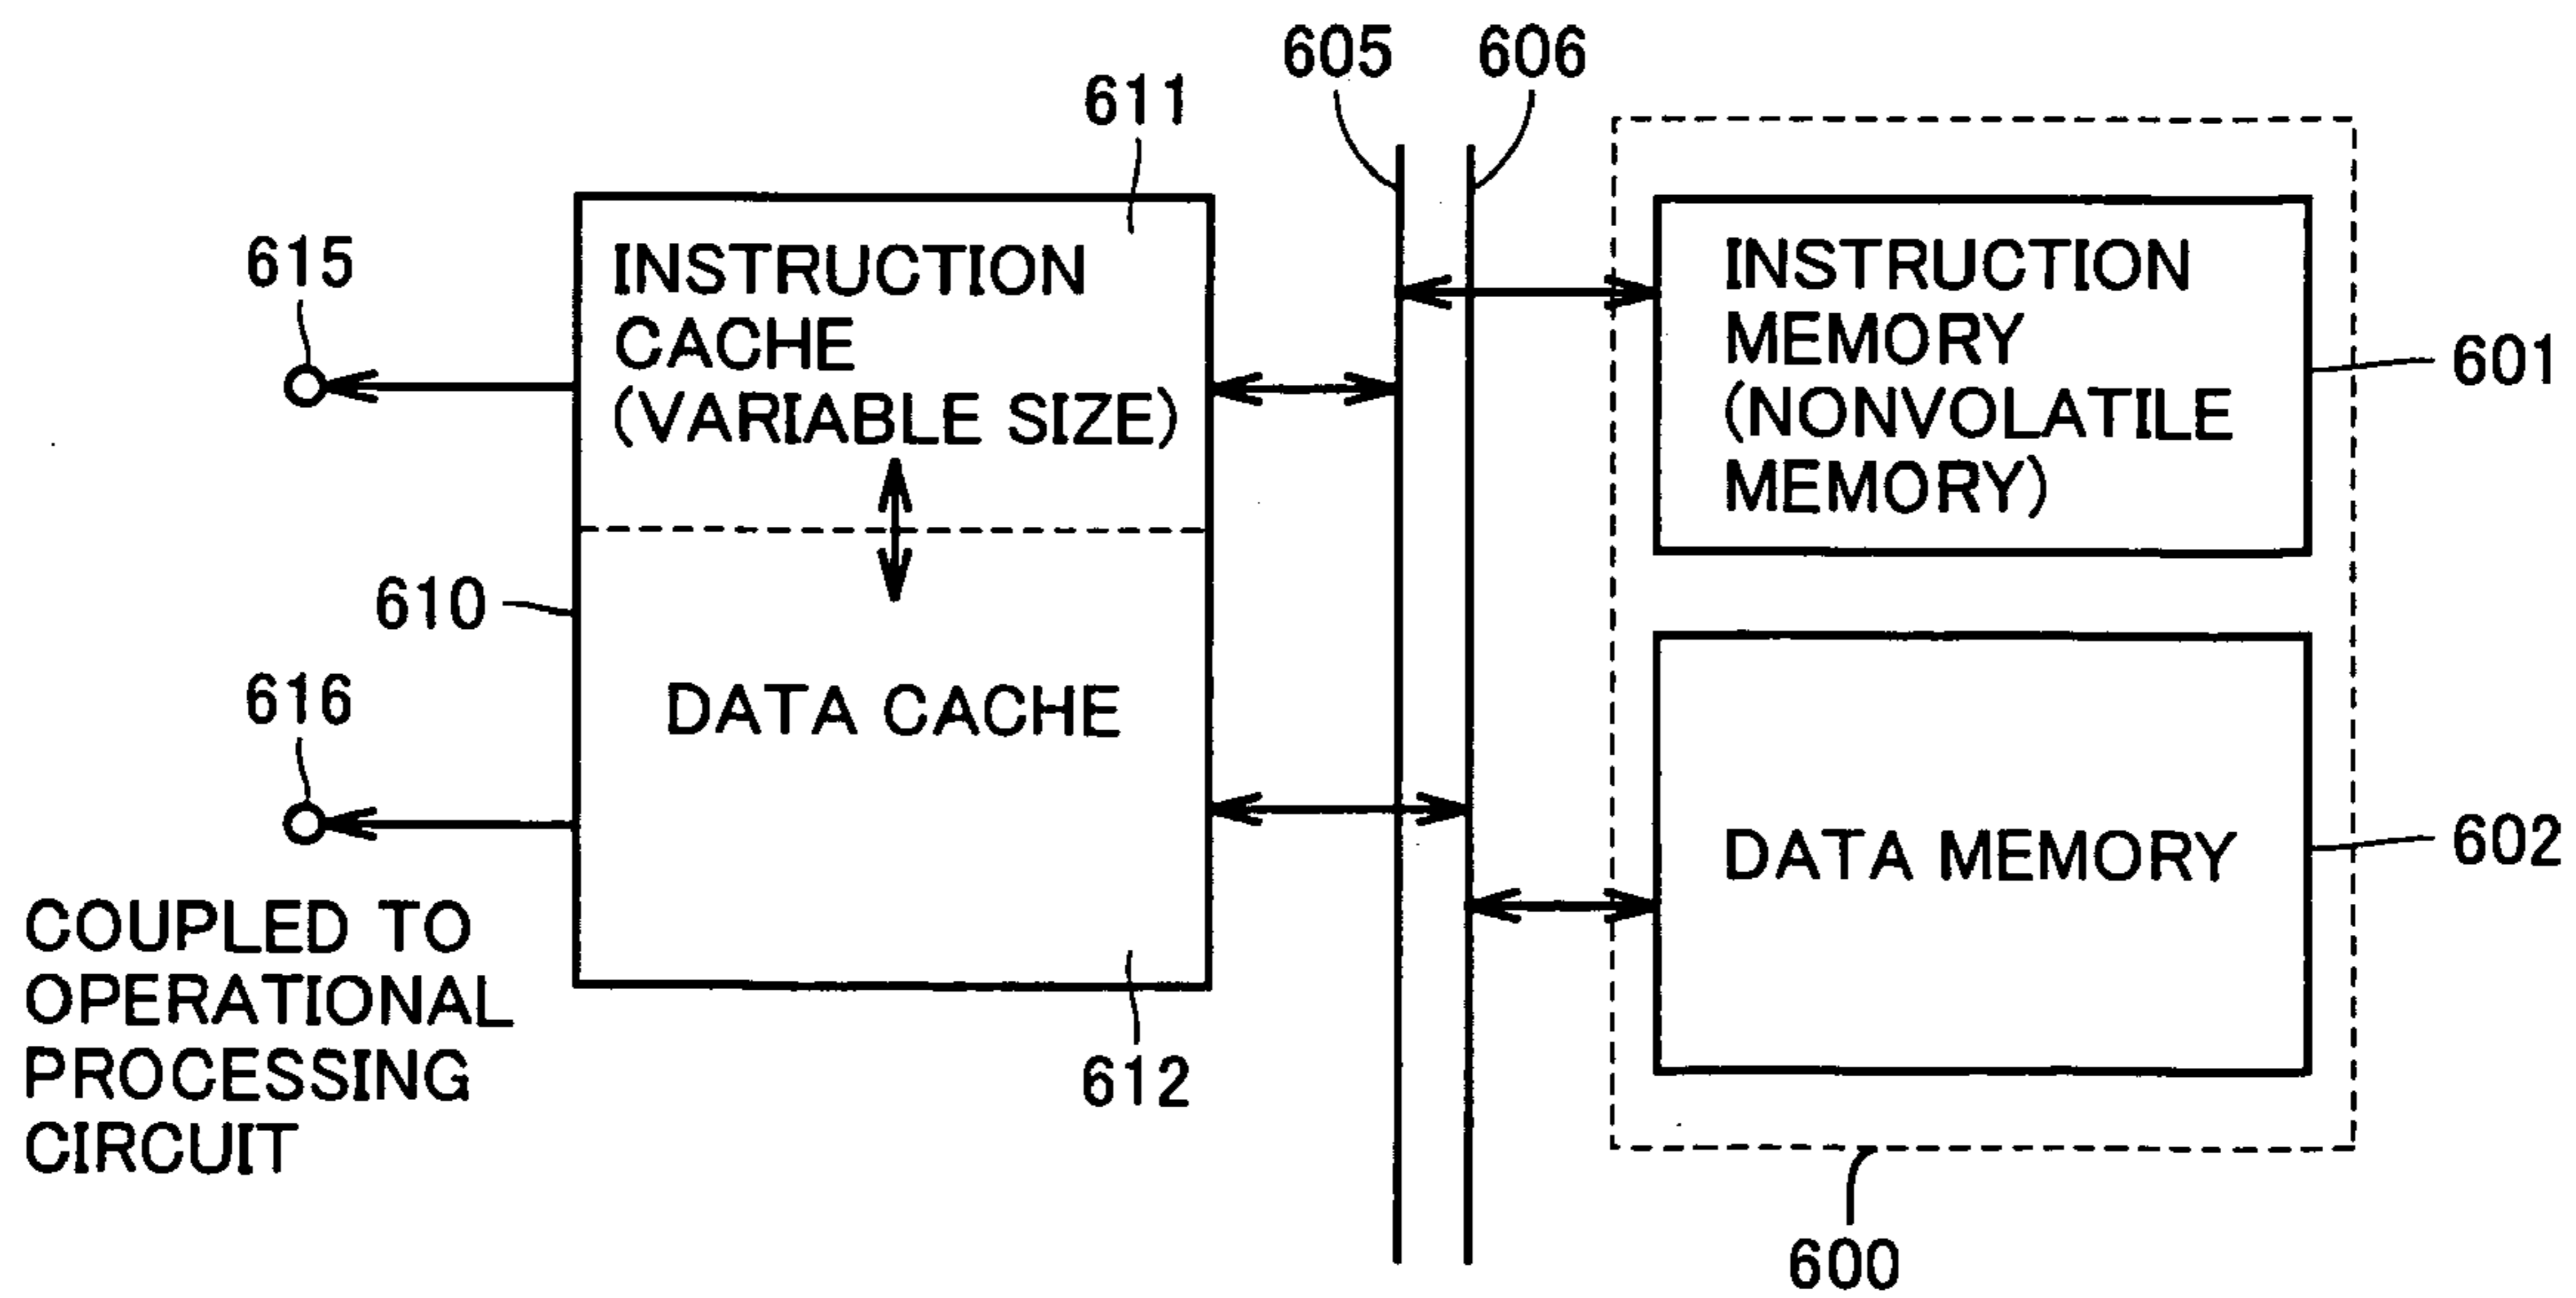 605
606
611
615
INSTRUCTION
CACHE
(VARIABLE SIZE)
INSTRUCTION
MEMORY
(NONVOLATILE
MEMORY)
601
610
616
DATA CACHE
DATA MEMORY
602
COUPLED TO
OPERATIONAL
PROCESSING
CIRCUIT
612
600